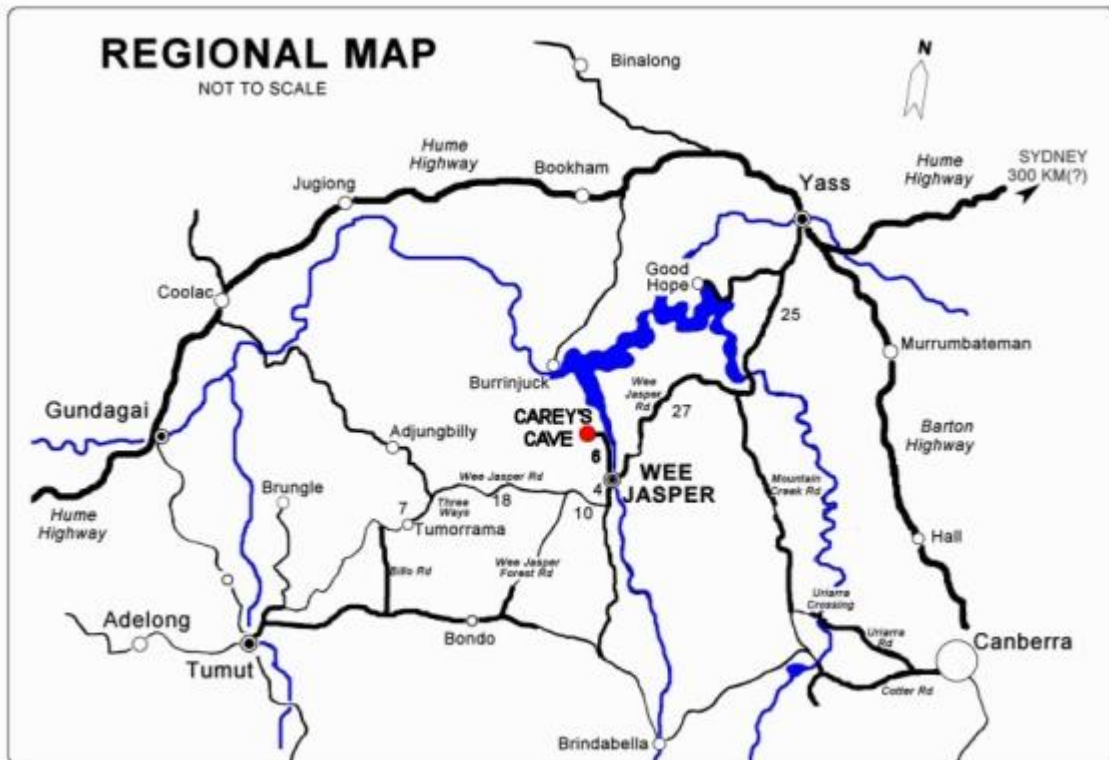 REGIONAL MAP
NOT TO SCALE
N
Binalong
Hume
Highway
Bookham
Jugiong
Yass
Hume
Highway
SYDNEY
300 KM(?)
Good
Hope
Coolac
25
Murrumbateman
Burrinjuck
Wee
Jasper
Rd
27
Gundagai
CAREY'S
CAVE
6
Adjungbilly
Barton
Highway
WEE
JASPER
Wee Jasper Rd
4
Mountain
Creek Rd
Brungle
7
Three
Ways
18
10
Tumorrama
Hume
Highway
Hall
Billo Rd
Wee Jasper
Forest Rd
Uriarra
Crossing
Adelong
Bondo
Uriarra
Rd
Canberra
Tumut
Cotter Rd
Brindabella